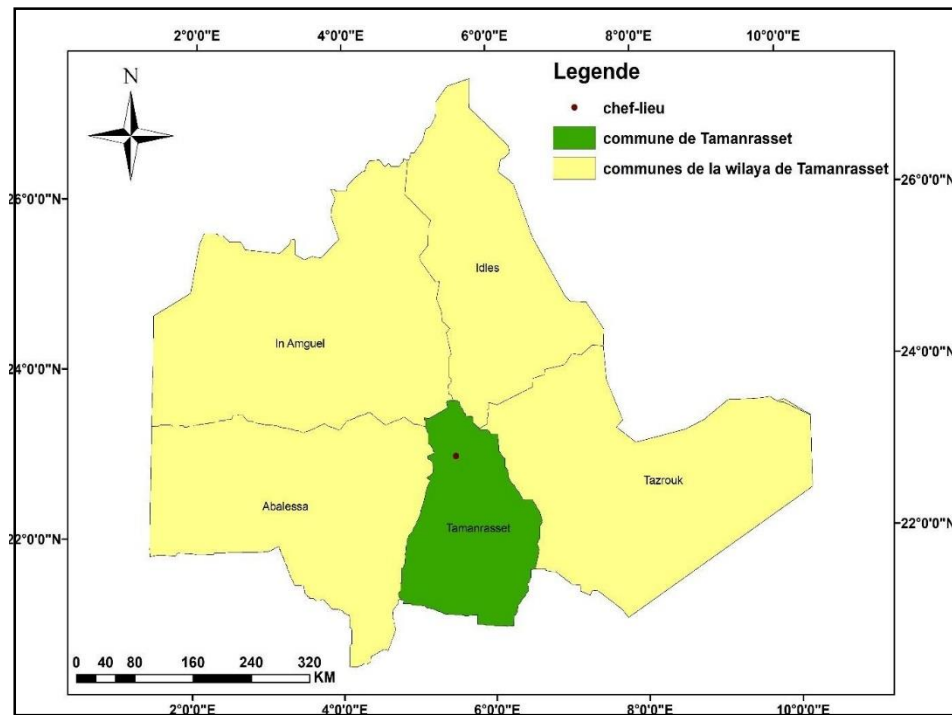 2°0'0"E 4°0'0"E 6°0'0"E 8°0'0"E 10°0'0"E
N
Legende
chef-lieu
commune de Tamanrasset
communes de la wilaya de Tamanrasset
26°0'0"N 26°0'0"N
Idles
In Amguel
24°0'0"N 24°0'0"N
Tazrouk
Abalessa
Tamanrasset
22°0'0"N 22°0'0"N
0 40 80 160 240 320
KM
2°0'0"E 4°0'0"E 6°0'0"E 8°0'0"E 10°0'0"E